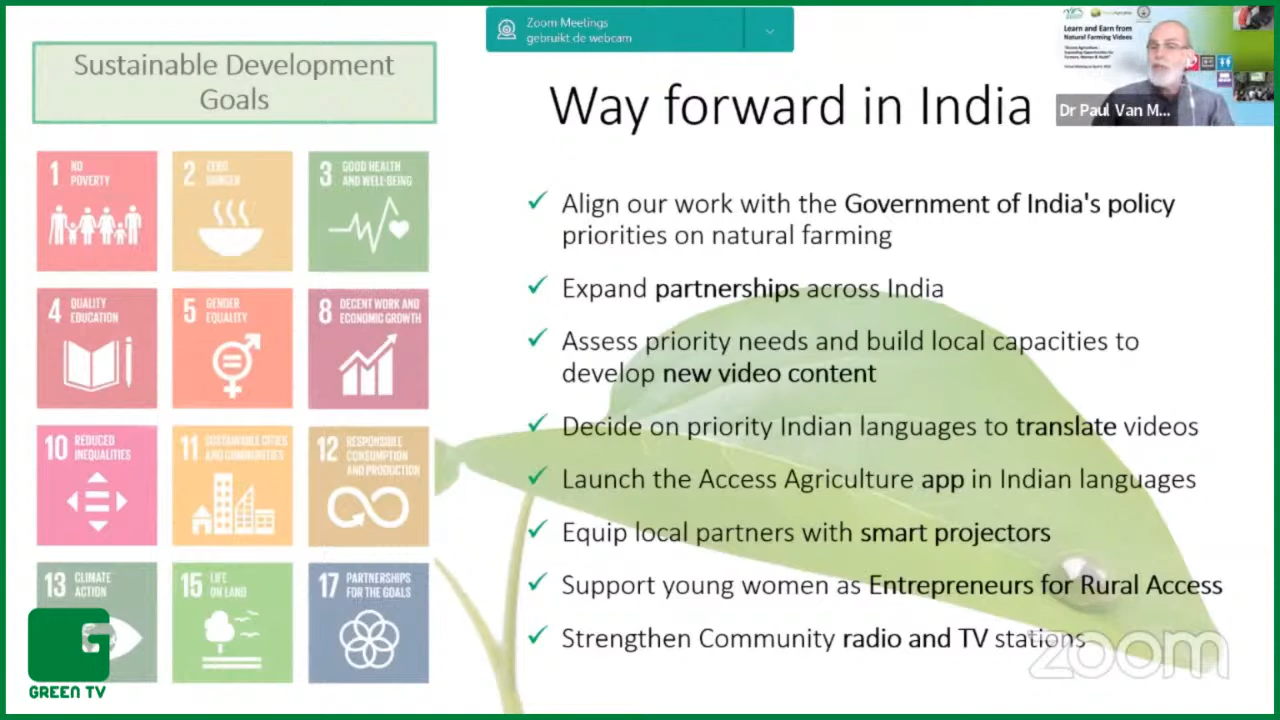 Zoom Meetings
gebruikt de webcam
Sustainable Development
Goals
Way forward in India
Learn and Earn from
Natural Farming Videos
Dr Paul Van M...
1 NO
POVERTY
2 ZERO
HUNGER
3 GOOD HEALTH
AND WELL-BEING
4 QUALITY
EDUCATION
5 GENDER
EQUALITY
8 DECENT WORK AND
ECONOMIC GROWTH
10 REDUCED
INEQUALITIES
11 SUSTAINABLE CITIES
AND COMMUNITIES
12 RESPONSIBLE
CONSUMPTION
AND PRODUCTION
13 CLIMATE
ACTION
15 LIFE
ON LAND
17 PARTNERSHIPS
FOR THE GOALS
✓ Align our work with the Government of India's policy
priorities on natural farming
✓ Expand partnerships across India
✓ Assess priority needs and build local capacities to
develop new video content
✓ Decide on priority Indian languages to translate videos
✓ Launch the Access Agriculture app in Indian languages
✓ Equip local partners with smart projectors
✓ Support young women as Entrepreneurs for Rural Access
✓ Strengthen Community radio and TV stations
zoom
GREEN TV